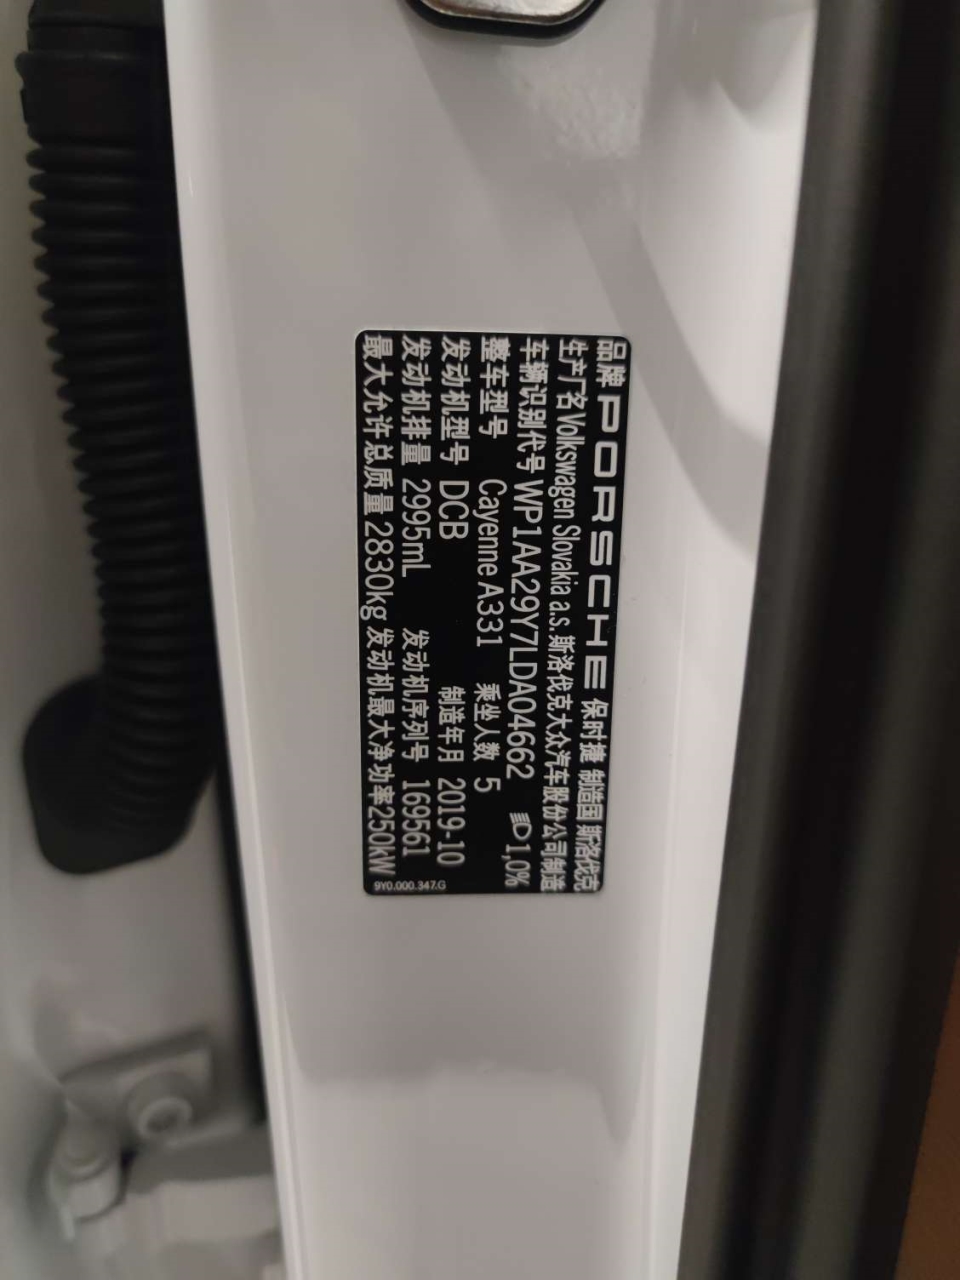 品牌 PORSCHE 保时捷 制造国 斯洛伐克
生产厂名 Volkswagen Slovakia a.s. 斯洛伐克大众汽车股份公司制造
车辆识别代号 WP1AA29Y7LDA04662 1,0%
整车型号 Cayenne A331 乘坐人数 5
发动机型号 DCB 制造年月 2019-10
发动机排量 2995mL 发动机序列号 169561
最大允许总质量 2830kg 发动机最大净功率250kW
9Y0.000.347.G